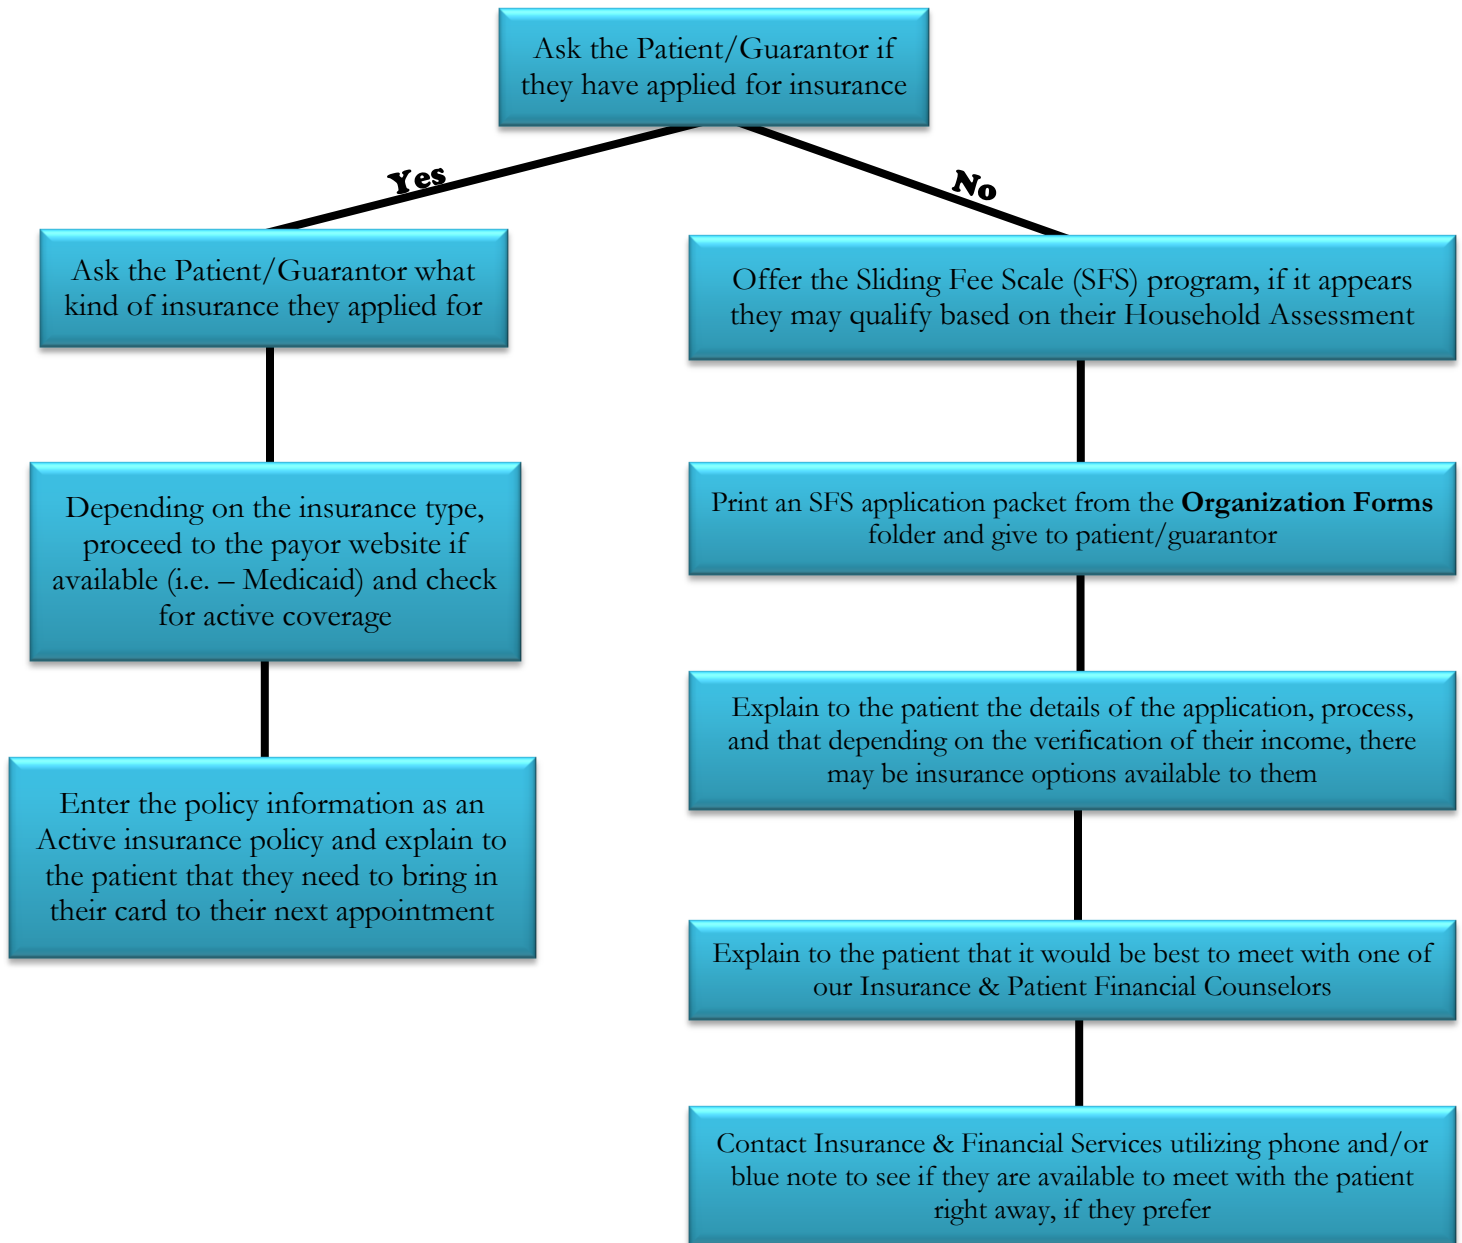 Ask the Patient/Guarantor if
they have applied for insurance
Yes
No
Ask the Patient/Guarantor what
kind of insurance they applied for
Depending on the insurance type,
proceed to the payor website if
available (i.e. – Medicaid) and check
for active coverage
Enter the policy information as an
Active insurance policy and explain to
the patient that they need to bring in
their card to their next appointment
Offer the Sliding Fee Scale (SFS) program, if it appears
they may qualify based on their Household Assessment
Print an SFS application packet from the Organization Forms
folder and give to patient/guarantor
Explain to the patient the details of the application, process,
and that depending on the verification of their income, there
may be insurance options available to them
Explain to the patient that it would be best to meet with one of
our Insurance & Patient Financial Counselors
Contact Insurance & Financial Services utilizing phone and/or
blue note to see if they are available to meet with the patient
right away, if they prefer